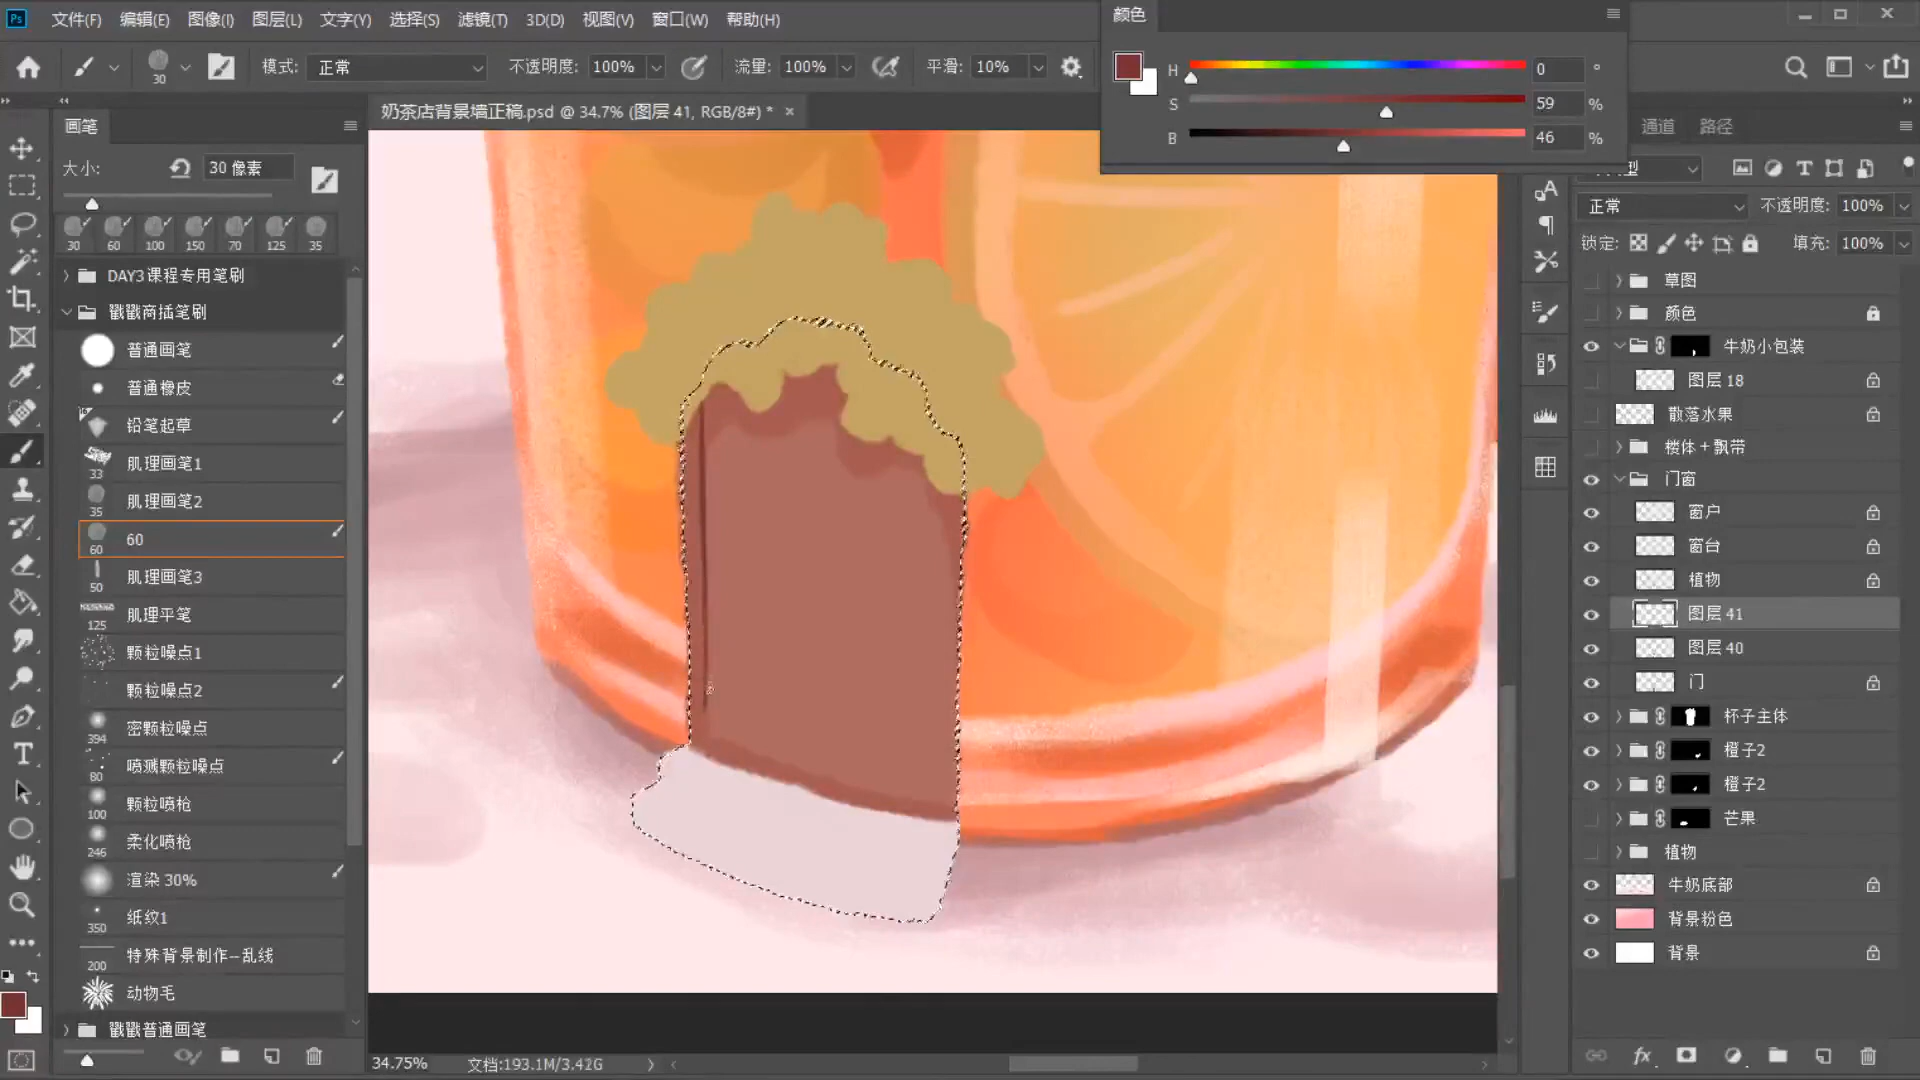 Ps 文件(F) 编辑(E) 图像(I) 图层(L) 文字(Y) 选择(S) 滤镜(T) 3D(D) 视图(V) 窗口(W) 帮助(H)
30 模式: 正常 不透明度: 100% 流量: 100% 平滑: 10%
颜色
H 0 °
S 59 %
B 46 %
奶茶店背景墙正稿.psd @ 34.7% (图层 41, RGB/8#) * ×
画笔
大小: 30 像素
30 60 100 150 70 125 35
DAY3课程专用笔刷
戳戳商插笔刷
普通画笔
普通橡皮
铅笔起草
33 肌理画笔1
35 肌理画笔2
60 60
50 肌理画笔3
125 肌理平笔
颗粒噪点1
颗粒噪点2
394 密颗粒噪点
80 喷溅颗粒噪点
100 颗粒喷枪
246 柔化喷枪
渲染 30%
350 纸纹1
200 特殊背景制作--乱线
动物毛
戳戳普通画笔
34.75% 文档:193.1M/3.42G
通道 路径
型
正常 不透明度: 100%
锁定: 填充: 100%
草图
颜色
牛奶小包装
图层 18
散落水果
楼体＋飘带
门窗
窗户
窗台
植物
图层 41
图层 40
门
杯子主体
橙子2
橙子2
芒果
植物
牛奶底部
背景粉色
背景
fx